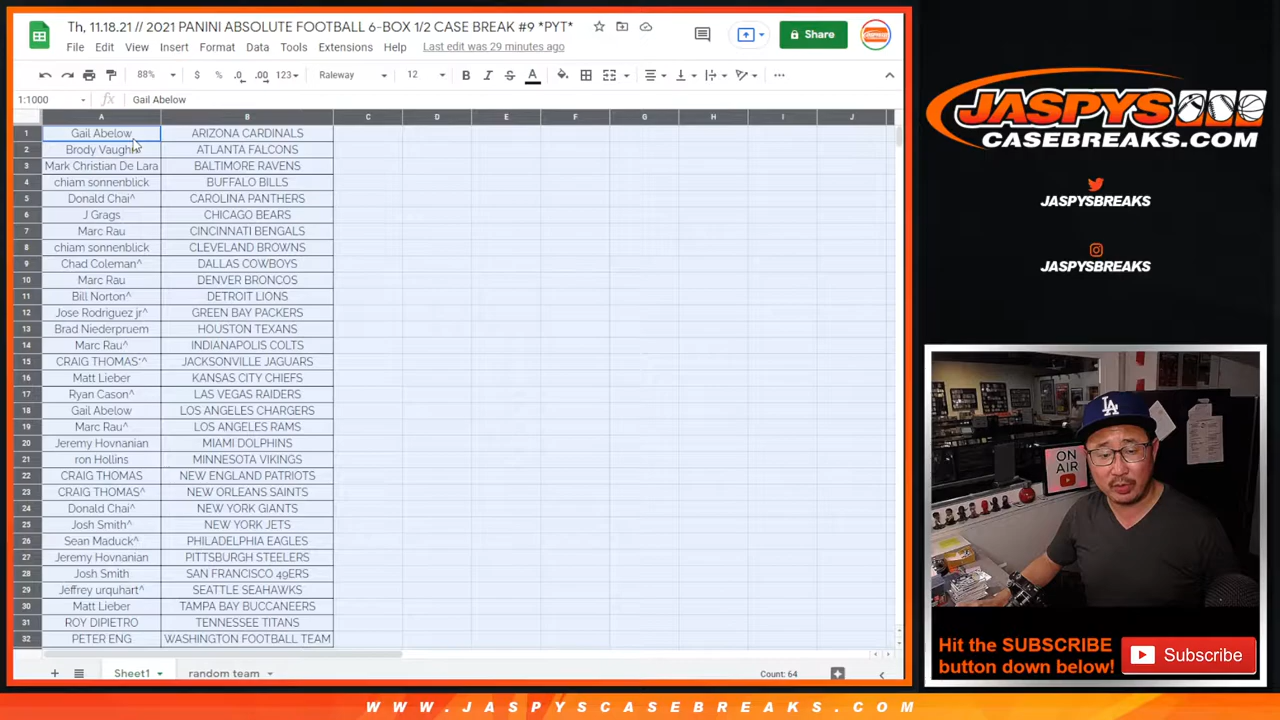 Th, 11.18.21 // 2021 PANINI ABSOLUTE FOOTBALL 6-BOX 1/2 CASE BREAK #9 *PYT*
File Edit View Insert Format Data Tools Extensions Help Last edit was 29 minutes ago
Share
88% $ % .0 .00 123 Raleway 12 B I S A
1:1000 fx Gail Abelow
A B C D E F G H I J
1 Gail Abelow ARIZONA CARDINALS
2 Brody Vaughn ATLANTA FALCONS
3 Mark Christian De Lara BALTIMORE RAVENS
4 chiam sonnenblick BUFFALO BILLS
5 Donald Chai^ CAROLINA PANTHERS
6 J Grags CHICAGO BEARS
7 Marc Rau CINCINNATI BENGALS
8 chiam sonnenblick CLEVELAND BROWNS
9 Chad Coleman^ DALLAS COWBOYS
10 Marc Rau DENVER BRONCOS
11 Bill Norton^ DETROIT LIONS
12 Jose Rodriguez jr^ GREEN BAY PACKERS
13 Brad Niederpruem HOUSTON TEXANS
14 Marc Rau^ INDIANAPOLIS COLTS
15 CRAIG THOMAS*^ JACKSONVILLE JAGUARS
16 Matt Lieber KANSAS CITY CHIEFS
17 Ryan Cason^ LAS VEGAS RAIDERS
18 Gail Abelow LOS ANGELES CHARGERS
19 Marc Rau^ LOS ANGELES RAMS
20 Jeremy Hovnanian MIAMI DOLPHINS
21 ron Hollins MINNESOTA VIKINGS
22 CRAIG THOMAS NEW ENGLAND PATRIOTS
23 CRAIG THOMAS^ NEW ORLEANS SAINTS
24 Donald Chai^ NEW YORK GIANTS
25 Josh Smith^ NEW YORK JETS
26 Sean Maduck^ PHILADELPHIA EAGLES
27 Jeremy Hovnanian PITTSBURGH STEELERS
28 Josh Smith SAN FRANCISCO 49ERS
29 Jeffrey urquhart^ SEATTLE SEAHAWKS
30 Matt Lieber TAMPA BAY BUCCANEERS
31 ROY DIPIETRO TENNESSEE TITANS
32 PETER ENG WASHINGTON FOOTBALL TEAM
Sheet1 random team Count: 64
JASPYS
CASEBREAKS.COM
JASPYSBREAKS
JASPYSBREAKS
LA
ON
AIR
Hit the SUBSCRIBE
button down below!
Subscribe
WWW.JASPYSCASEBREAKS.COM